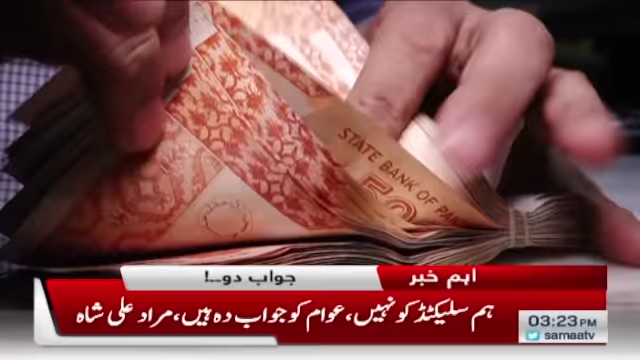 STATE BANK OF PA
50
جواب دو..!
اہم خبر
ہم سلیکٹڈ کو نہیں، عوام کو جواب دہ ہیں، مراد علی شاہ
03:23 PM
samaatv